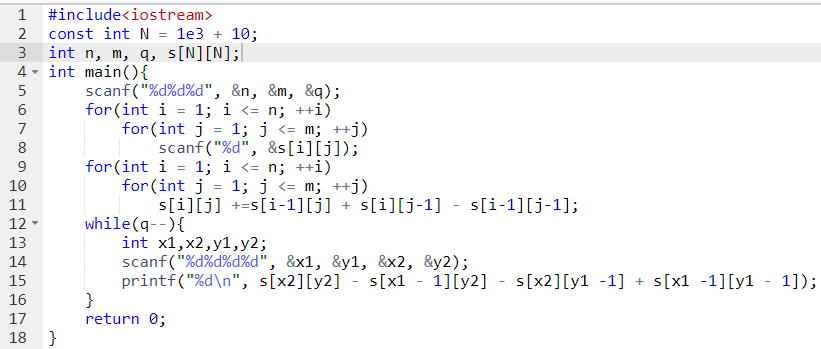 1 #include<iostream>
2 const int N = 1e3 + 10;
3 int n, m, q, s[N][N];
4 int main(){
5 scanf("%d%d%d", &n, &m, &q);
6 for(int i = 1; i <= n; ++i)
7 for(int j = 1; j <= m; ++j)
8 scanf("%d", &s[i][j]);
9 for(int i = 1; i <= n; ++i)
10 for(int j = 1; j <= m; ++j)
11 s[i][j] +=s[i-1][j] + s[i][j-1] - s[i-1][j-1];
12 while(q--){
13 int x1,x2,y1,y2;
14 scanf("%d%d%d%d", &x1, &y1, &x2, &y2);
15 printf("%d\n", s[x2][y2] - s[x1 - 1][y2] - s[x2][y1 -1] + s[x1 -1][y1 - 1]);
16 }
17 return 0;
18 }